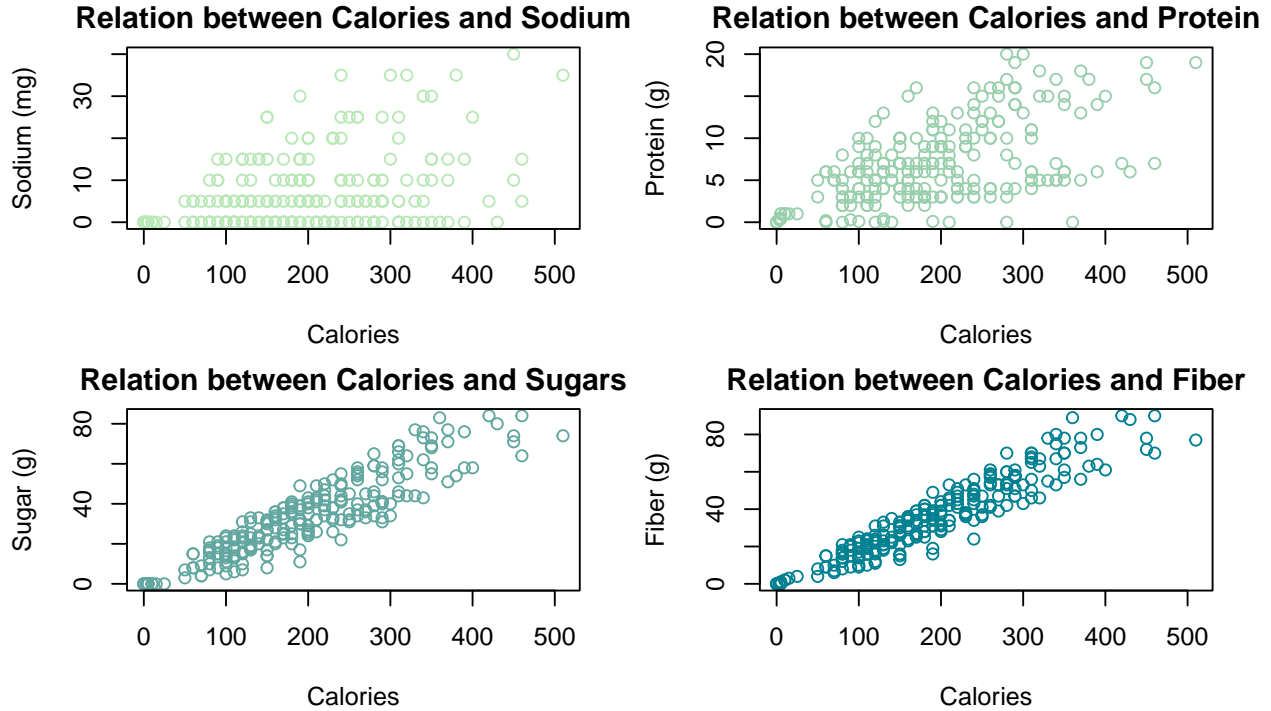 Relation between Calories and Sodium
Sodium (mg)
30
10
0
0 100 200 300 400 500
Calories
Relation between Calories and Protein
Protein (g)
20
10
5
0
0 100 200 300 400 500
Calories
Relation between Calories and Sugars
Sugar (g)
80
40
0
0 100 200 300 400 500
Calories
Relation between Calories and Fiber
Fiber (g)
80
40
0
0 100 200 300 400 500
Calories